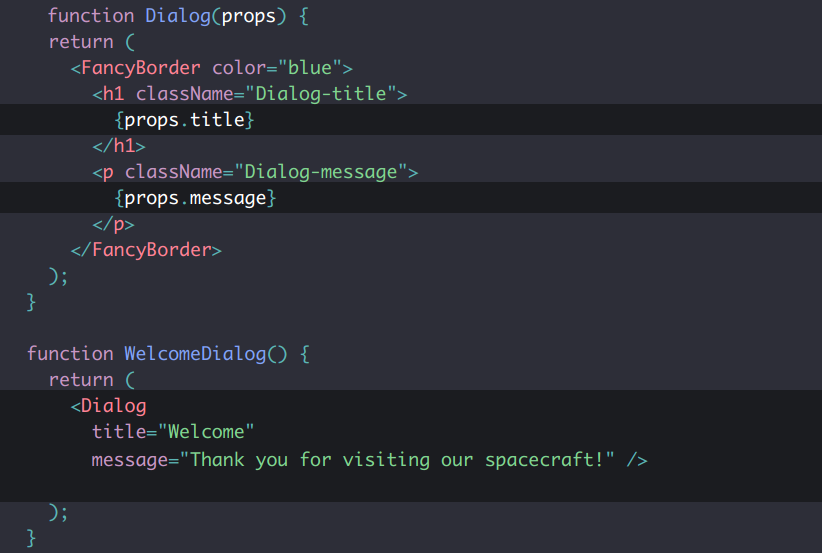 function Dialog(props) {
return (
<FancyBorder color="blue">
<h1 className="Dialog-title">
{props.title}
</h1>
<p className="Dialog-message">
{props.message}
</p>
</FancyBorder>
);
}
function WelcomeDialog() {
return (
<Dialog
title="Welcome"
message="Thank you for visiting our spacecraft!" />
);
}